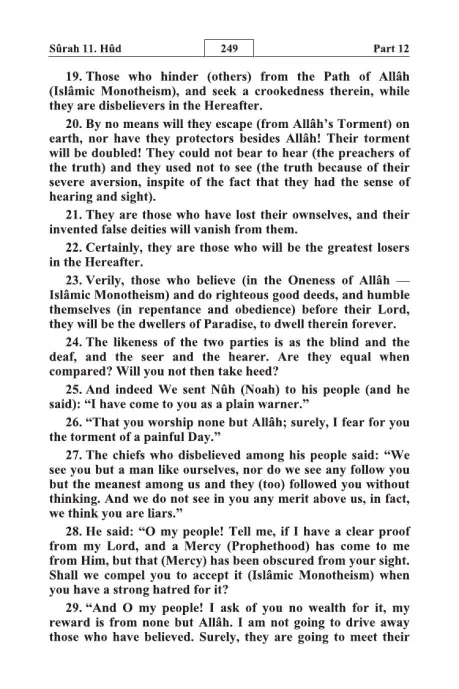 Sûrah 11. Hûd 249 Part 12
19. Those who hinder (others) from the Path of Allâh
(Islâmic Monotheism), and seek a crookedness therein, while
they are disbelievers in the Hereafter.
20. By no means will they escape (from Allâh’s Torment) on
earth, nor have they protectors besides Allâh! Their torment
will be doubled! They could not bear to hear (the preachers of
the truth) and they used not to see (the truth because of their
severe aversion, inspite of the fact that they had the sense of
hearing and sight).
21. They are those who have lost their ownselves, and their
invented false deities will vanish from them.
22. Certainly, they are those who will be the greatest losers
in the Hereafter.
23. Verily, those who believe (in the Oneness of Allâh —
Islâmic Monotheism) and do righteous good deeds, and humble
themselves (in repentance and obedience) before their Lord,
they will be the dwellers of Paradise, to dwell therein forever.
24. The likeness of the two parties is as the blind and the
deaf, and the seer and the hearer. Are they equal when
compared? Will you not then take heed?
25. And indeed We sent Nûh (Noah) to his people (and he
said): “I have come to you as a plain warner.”
26. “That you worship none but Allâh; surely, I fear for you
the torment of a painful Day.”
27. The chiefs who disbelieved among his people said: “We
see you but a man like ourselves, nor do we see any follow you
but the meanest among us and they (too) followed you without
thinking. And we do not see in you any merit above us, in fact,
we think you are liars.”
28. He said: “O my people! Tell me, if I have a clear proof
from my Lord, and a Mercy (Prophethood) has come to me
from Him, but that (Mercy) has been obscured from your sight.
Shall we compel you to accept it (Islâmic Monotheism) when
you have a strong hatred for it?
29. “And O my people! I ask of you no wealth for it, my
reward is from none but Allâh. I am not going to drive away
those who have believed. Surely, they are going to meet their